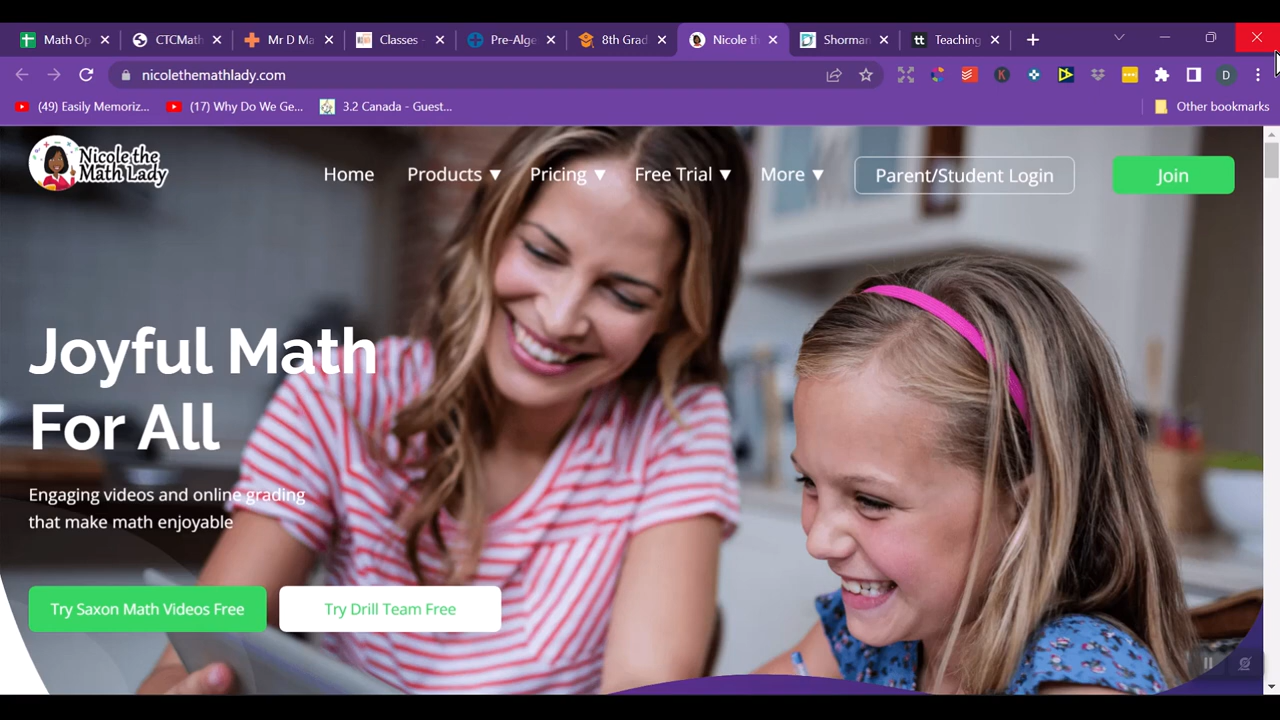 Math Op
CTCMath
Mr D Ma
Classes -
Pre-Alge
8th Grad
Nicole th
Shorman
tt
Teaching
nicolethemathlady.com
K
D
(49) Easily Memoriz...
(17) Why Do We Ge...
3.2 Canada - Guest...
Other bookmarks
Nicole the
Math Lady
Home
Products ▼
Pricing ▼
Free Trial ▼
More ▼
Parent/Student Login
Join
Joyful Math
For All
Engaging videos and online grading
that make math enjoyable
Try Saxon Math Videos Free
Try Drill Team Free